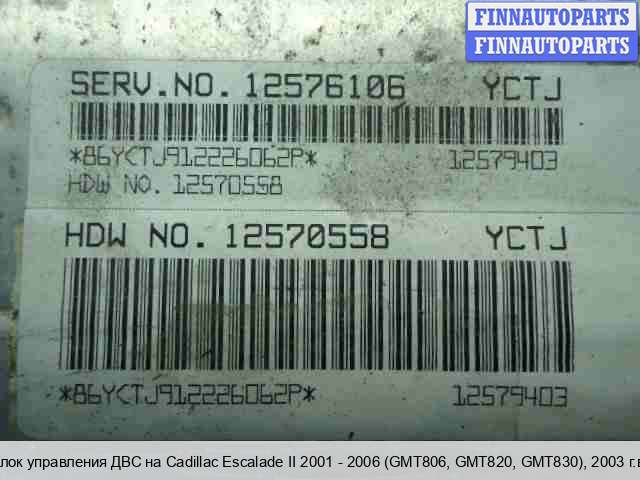 FINNAUTOPARTS
FINNAUTOPARTS
SERV.NO. 12576106 YCTJ
*86YCTJ912226062P* 12579403
HDW NO. 12570558
HDW NO. 12570558 YCTJ
*86YCTJ912226062P* 12579403
лок управления ДВС на Cadillac Escalade II 2001 - 2006 (GMT806, GMT820, GMT830), 2003 г.в